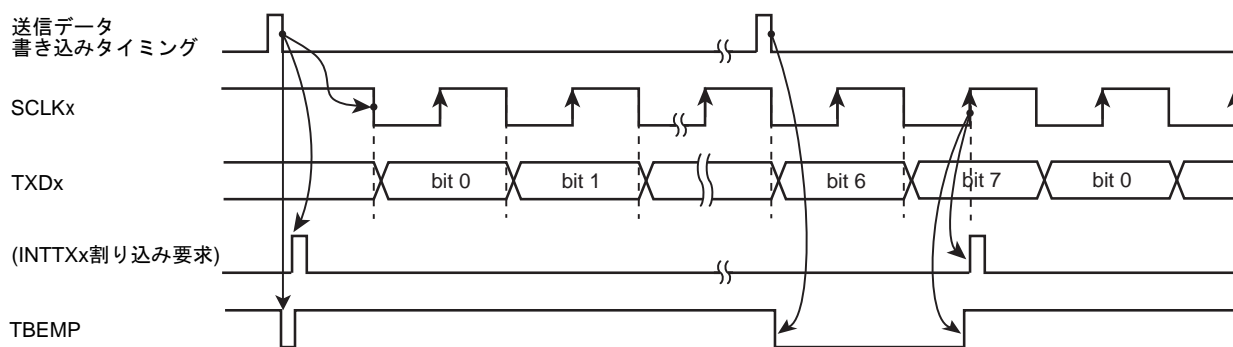 送信データ
書き込みタイミング
SCLKx
TXDx
bit 0
bit 1
bit 6
bit 7
bit 0
(INTTXx割り込み要求)
TBEMP